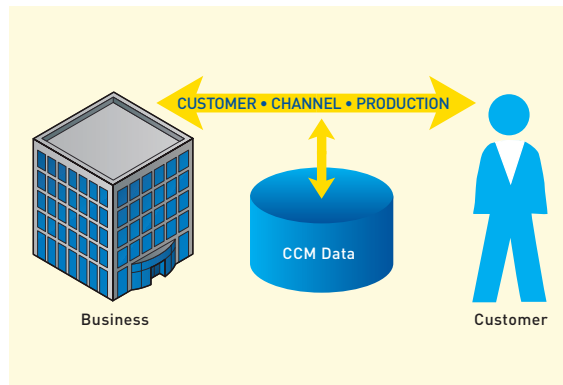 CUSTOMER • CHANNEL • PRODUCTION
CCM Data
Business
Customer